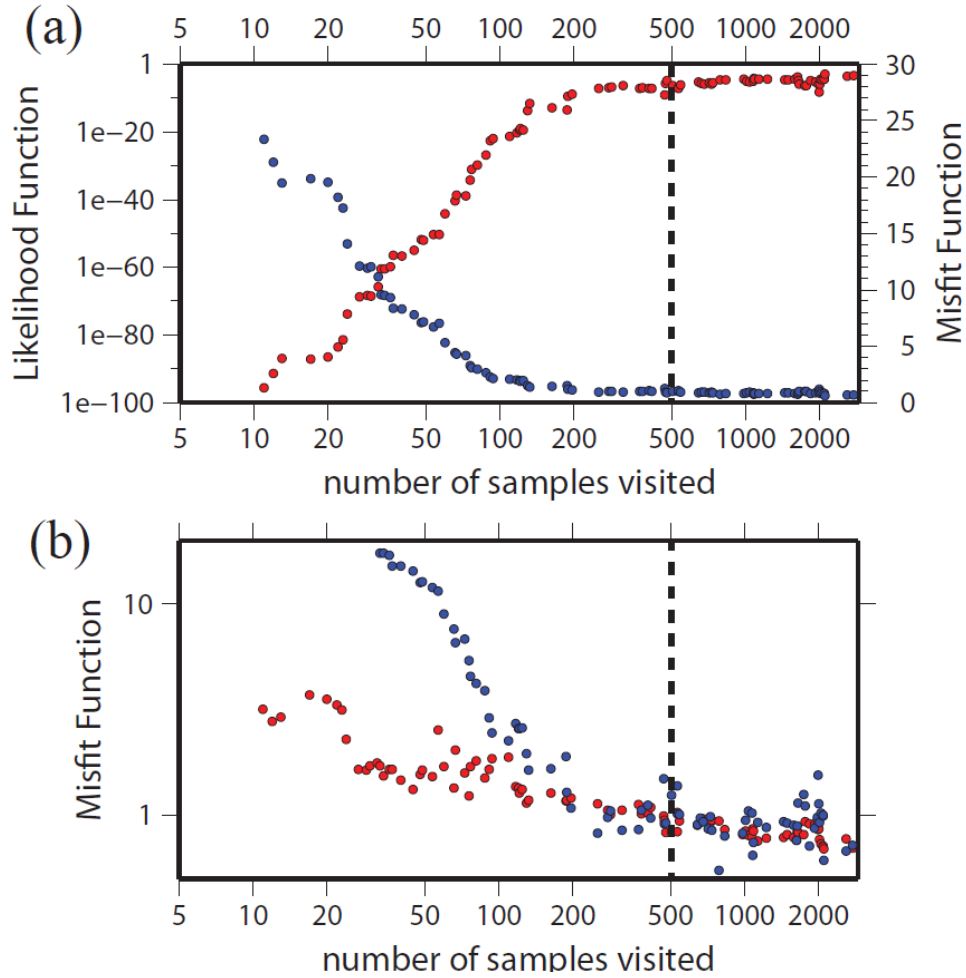 (a)
5 10 20 50 100 200 500 1000 2000
Likelihood Function
1
1e−20
1e−40
1e−60
1e−80
1e−100
30
25
20
15
10
5
0
Misfit Function
5 10 20 50 100 200 500 1000 2000
number of samples visited
(b)
Misfit Function
10
1
5 10 20 50 100 200 500 1000 2000
number of samples visited